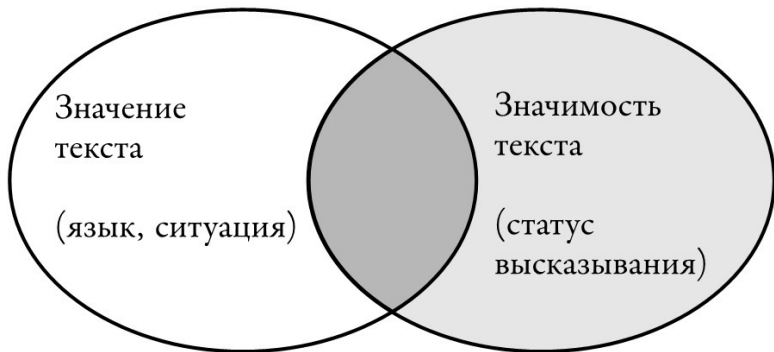 Значение
текста
(язык, ситуация)
Значимость
текста
(статус
высказывания)